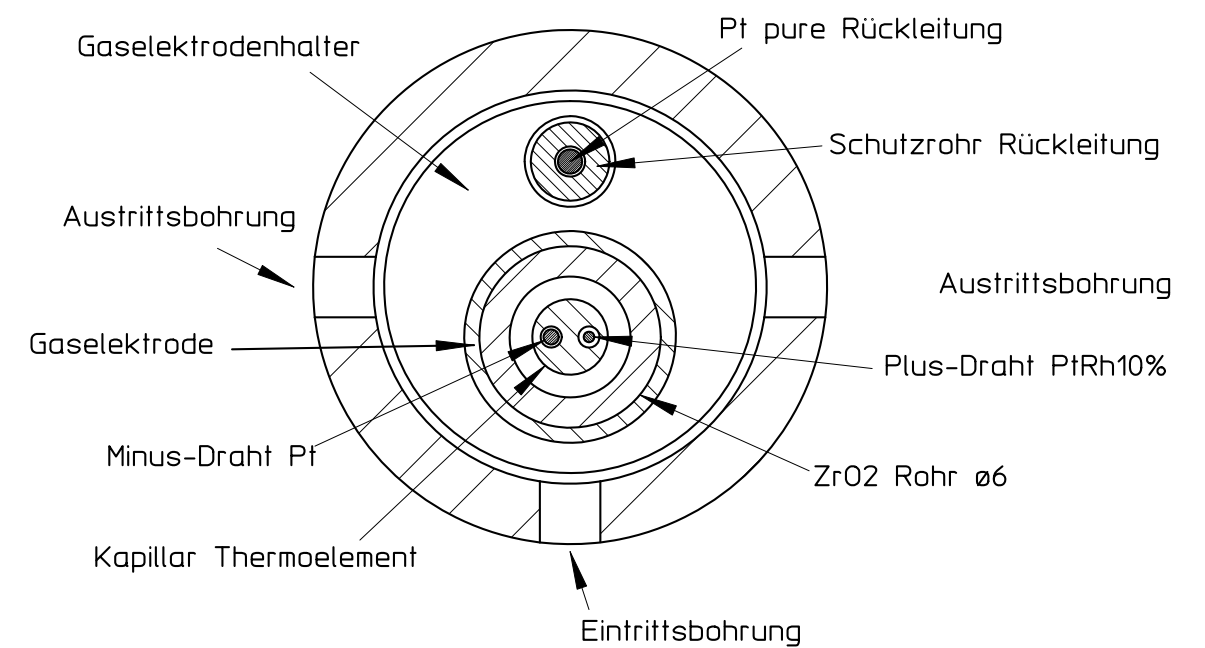 Pt pure Rückleitung
Gaselektrodenhalter
Schutzrohr Rückleitung
Austrittsbohrung
Austrittsbohrung
Gaselektrode
Plus-Draht PtRh10%
Minus-Draht Pt
ZrO2 Rohr ø6
Kapillar Thermoelement
Eintrittsbohrung